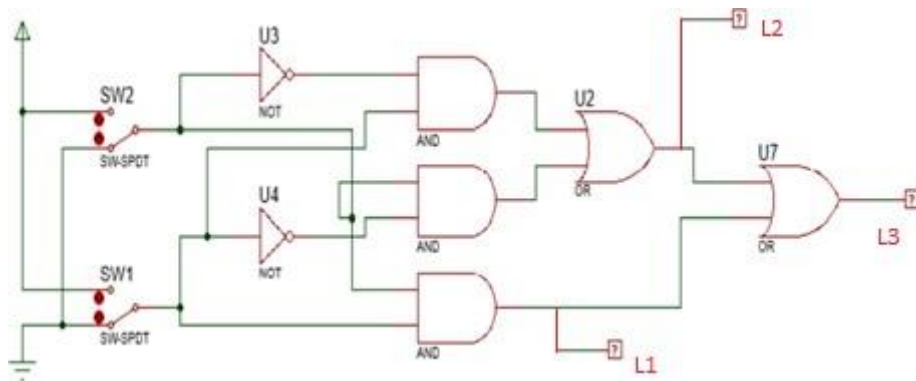 ?
L2
U3
NOT
SW2
SW-SPDT
AND
U2
OR
U7
OR
?
L3
U4
NOT
AND
SW1
SW-SPDT
AND
?
L1